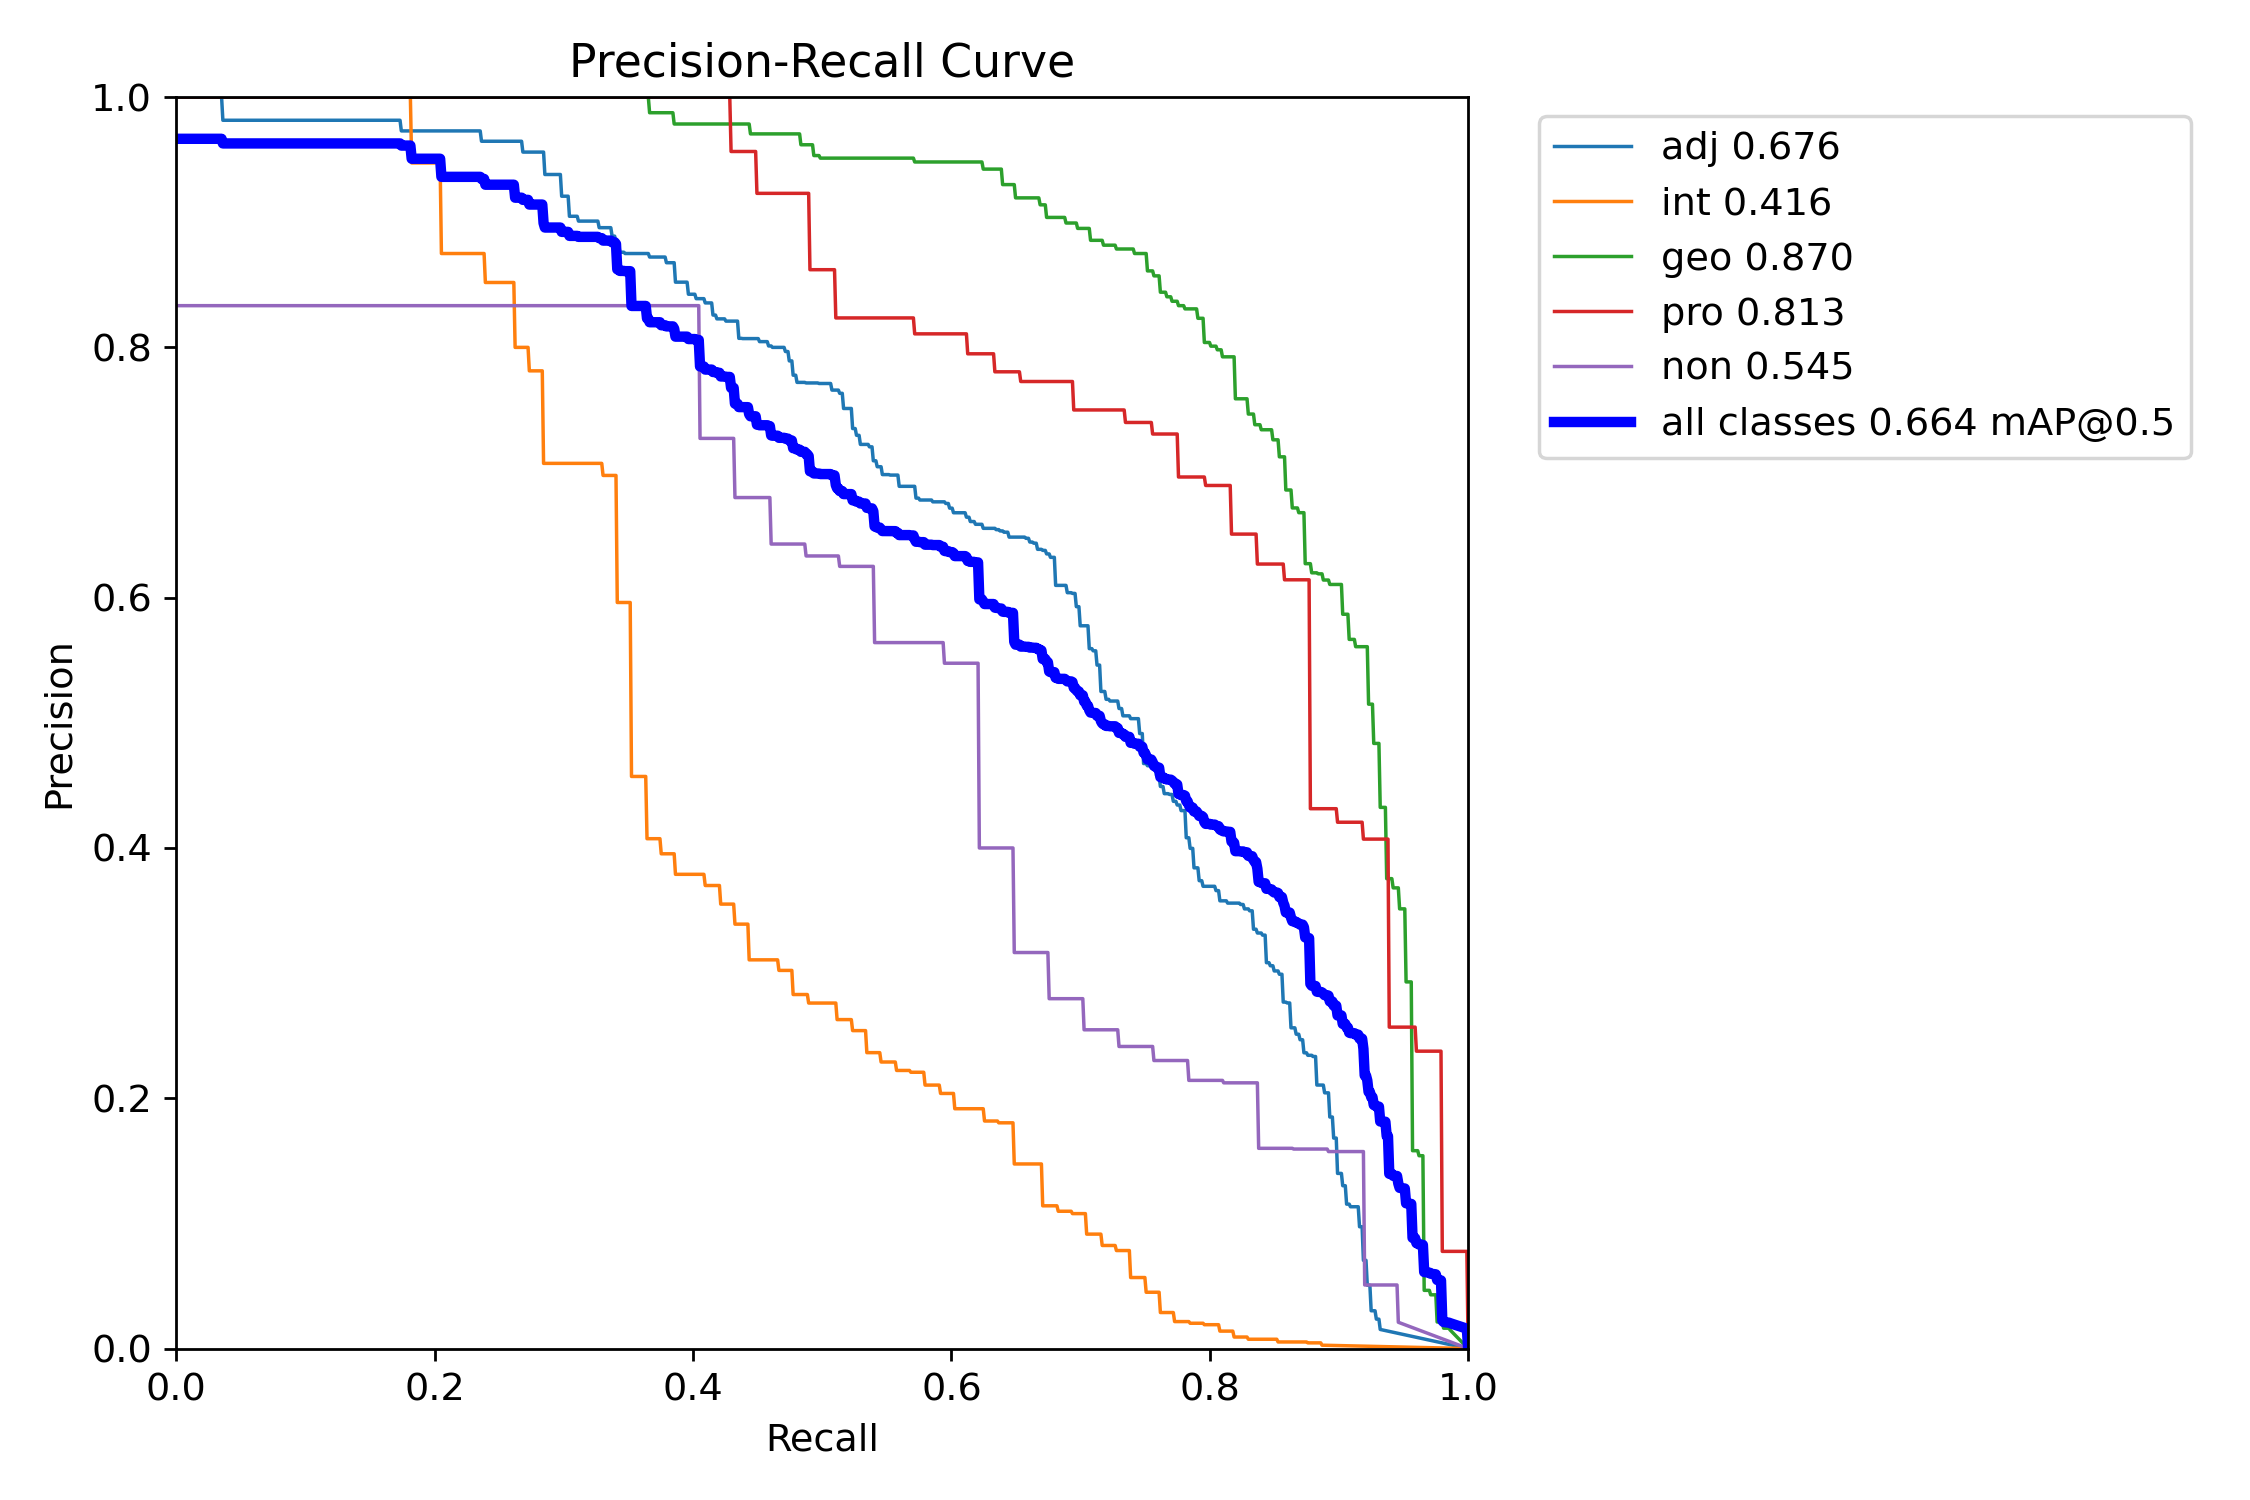 Precision-Recall Curve
1.0
0.8
0.6
0.4
0.2
0.0
Precision
0.0 0.2 0.4 0.6 0.8 1.0
Recall
adj 0.676
int 0.416
geo 0.870
pro 0.813
non 0.545
all classes 0.664 mAP@0.5